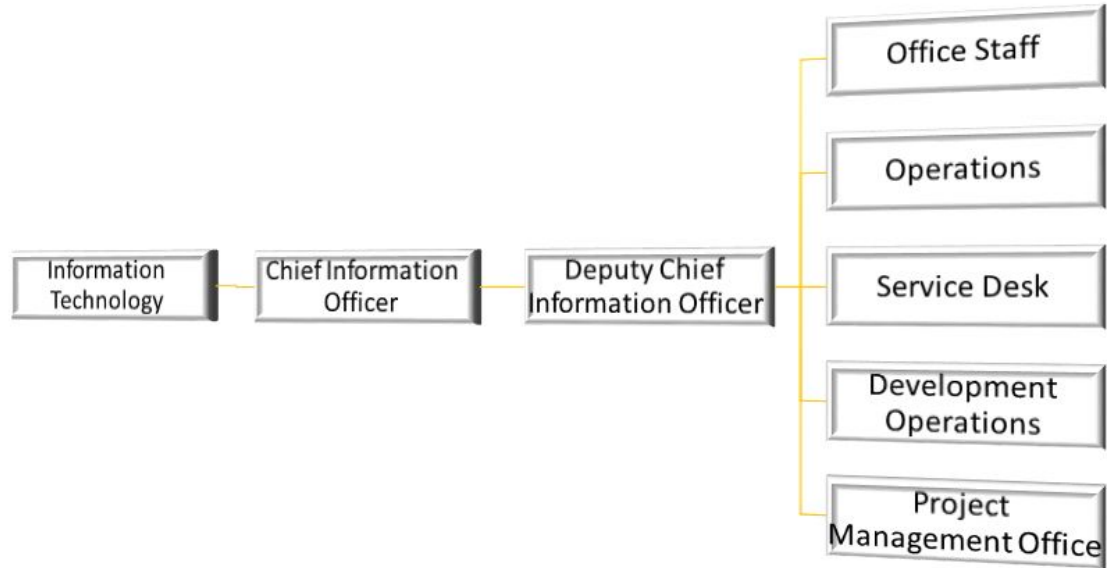 Information
Technology
Chief Information
Officer
Deputy Chief
Information Officer
Office Staff
Operations
Service Desk
Development
Operations
Project
Management Office